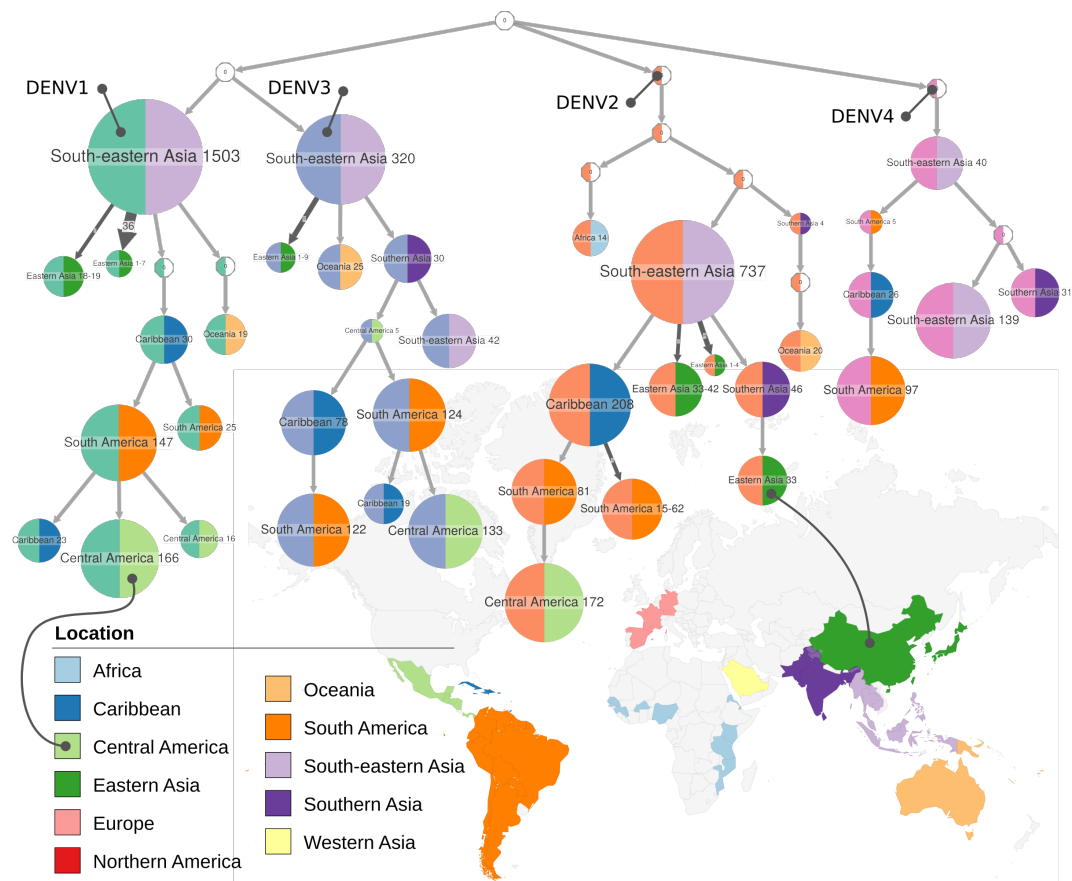 0
0
DENV1
DENV3
DENV2
DENV4
South-eastern Asia 1503
South-eastern Asia 320
South-eastern Asia 40
36
Africa 14
Southern Asia 4
South America 5
Eastern Asia 18-19
Eastern Asia 1-7
Eastern Asia 1-9
Oceania 25
Southern Asia 30
South-eastern Asia 737
Caribbean 26
Southern Asia 31
South-eastern Asia 139
Caribbean 30
Oceania 19
Central America 5
South-eastern Asia 42
Oceania 20
Eastern Asia 1-4
Caribbean 208
Eastern Asia 33-42
Southern Asia 46
South America 97
South America 147
South America 25
Caribbean 78
South America 124
Eastern Asia 33
South America 81
South America 15-62
Caribbean 19
Caribbean 23
Central America 166
Central America 16
South America 122
Central America 133
Central America 172
Location
Africa
Caribbean
Central America
Eastern Asia
Europe
Northern America
Oceania
South America
South-eastern Asia
Southern Asia
Western Asia